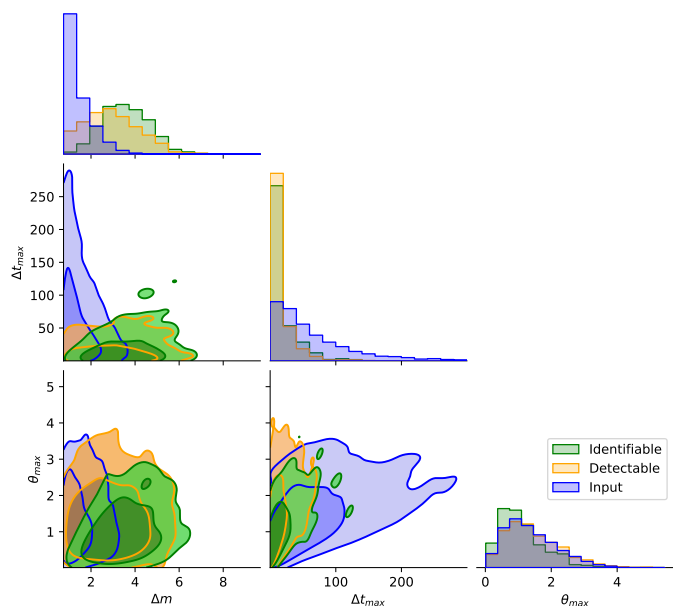 250
200
150
100
50
Δt_max
5
4
3
2
1
θ_max
2 4 6 8
Δm
100 200
Δt_max
0 2 4
θ_max
Identifiable
Detectable
Input